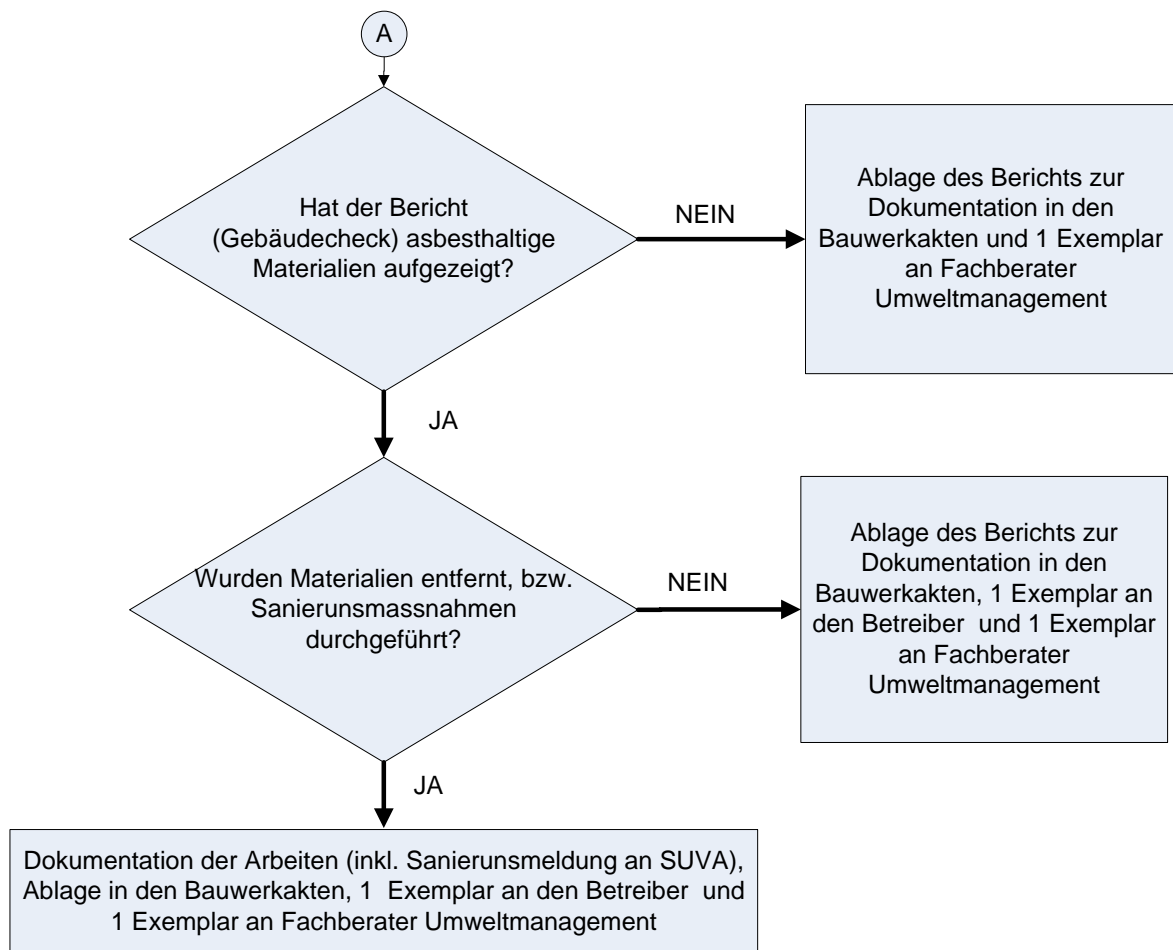 A
Hat der Bericht
(Gebäudecheck) asbesthaltige
Materialien aufgezeigt?
NEIN
Ablage des Berichts zur
Dokumentation in den
Bauwerkakten und 1 Exemplar
an Fachberater
Umweltmanagement
JA
Wurden Materialien entfernt, bzw.
Sanierunsmassnahmen
durchgeführt?
NEIN
Ablage des Berichts zur
Dokumentation in den
Bauwerkakten, 1 Exemplar an
den Betreiber und 1 Exemplar
an Fachberater
Umweltmanagement
JA
Dokumentation der Arbeiten (inkl. Sanierunsmeldung an SUVA),
Ablage in den Bauwerkakten, 1 Exemplar an den Betreiber und
1 Exemplar an Fachberater Umweltmanagement